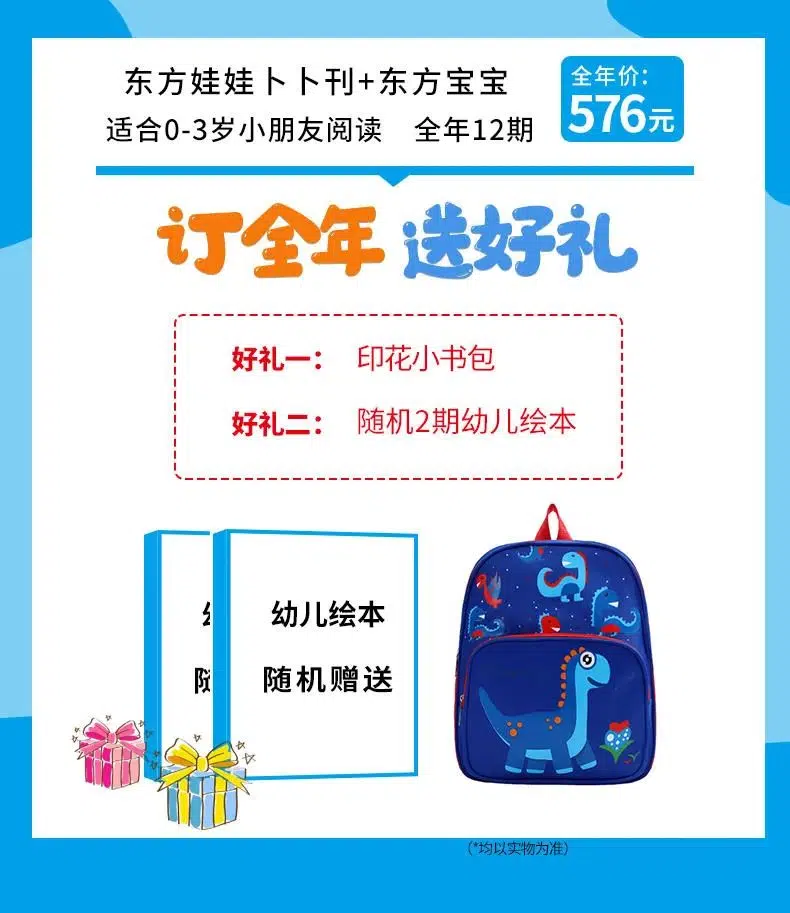 东方娃娃卜卜刊+东方宝宝
适合0-3岁小朋友阅读 全年12期
全年价：
576元
订全年 送好礼
好礼一： 印花小书包
好礼二： 随机2期幼儿绘本
幼儿绘本
随机赠送
随
(*均以实物为准)